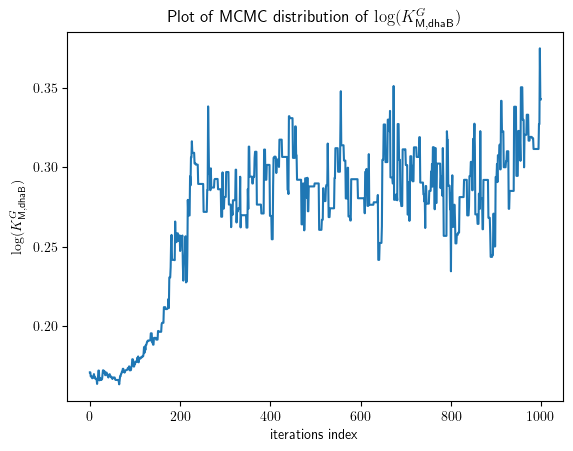 Plot of MCMC distribution of log(K^G_{M,dhaB})
log(K^G_{M,dhaB})
0.35
0.30
0.25
0.20
0 200 400 600 800 1000
iterations index